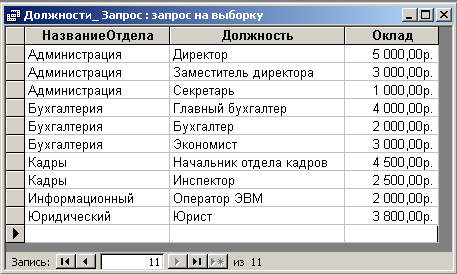 Должности_ Запрос : запрос на выборку
НазваниеОтдела Должность Оклад
Администрация Директор 5 000,00р.
Администрация Заместитель директора 3 000,00р.
Администрация Секретарь 1 000,00р.
Бухгалтерия Главный бухгалтер 4 000,00р.
Бухгалтерия Бухгалтер 2 000,00р.
Бухгалтерия Экономист 3 000,00р.
Кадры Начальник отдела кадров 4 500,00р.
Кадры Инспектор 2 500,00р.
Информационный Оператор ЭВМ 2 000,00р.
Юридический Юрист 3 800,00р.
Запись: 11 из 11